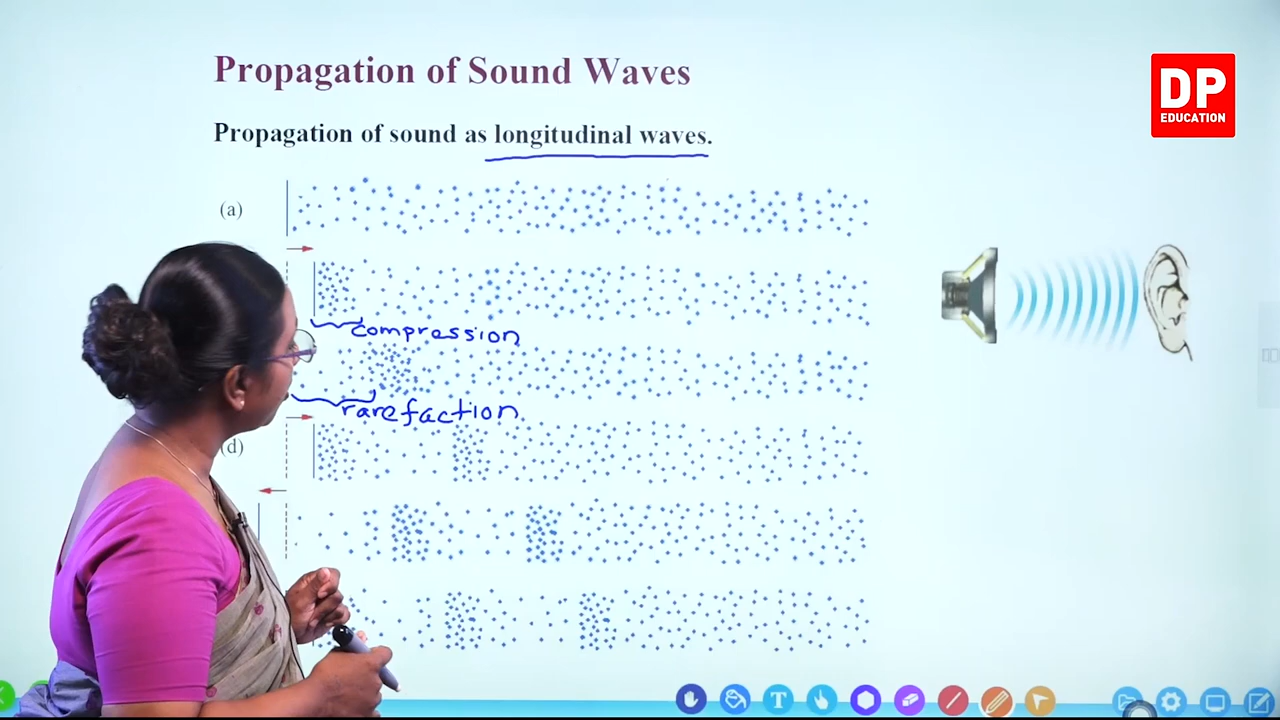 Propagation of Sound Waves
DP
EDUCATION
Propagation of sound as longitudinal waves.
(a)
compression
rarefaction
(d)
T